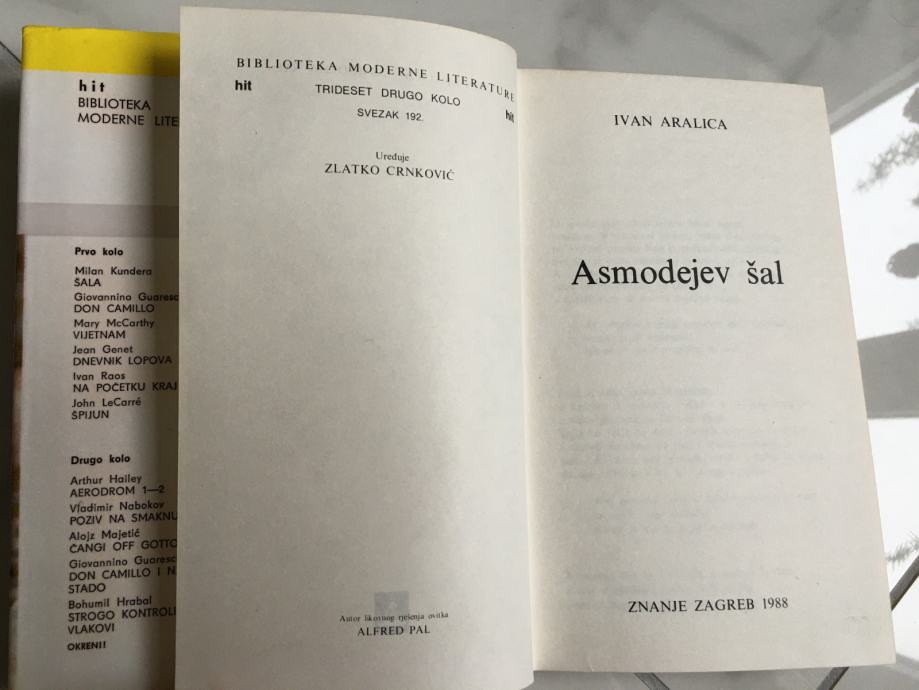 hit
BIBLIOTEKA
MODERNE LITE
Prvo kolo
Milan Kundera
ŠALA
Giovannino Guaresc
DON CAMILLO
Mary McCarthy
VIJETNAM
Jean Genet
DNEVNIK LOPOVA
Ivan Raos
NA POČETKU KRAJ
John LeCarré
ŠPIJUN
Drugo kolo
Arthur Hailey
AERODROM 1—2
Vladimir Nabokov
POZIV NA SMAKNU
Alojz Majetić
ČANGI OFF GOTTO
Giovannino Guaresc
DON CAMILLO I N
STADO
Bohumil Hrabal
STROGO KONTROLI
VLAKOVI
OKRENI!
BIBLIOTEKA MODERNE LITERATURE
hit TRIDESET DRUGO KOLO hit
SVEZAK 192.
Uređuje
ZLATKO CRNKOVIĆ
Autor likovnog rješenja ovitka
ALFRED PAL
IVAN ARALICA
Asmodejev šal
ZNANJE ZAGREB 1988